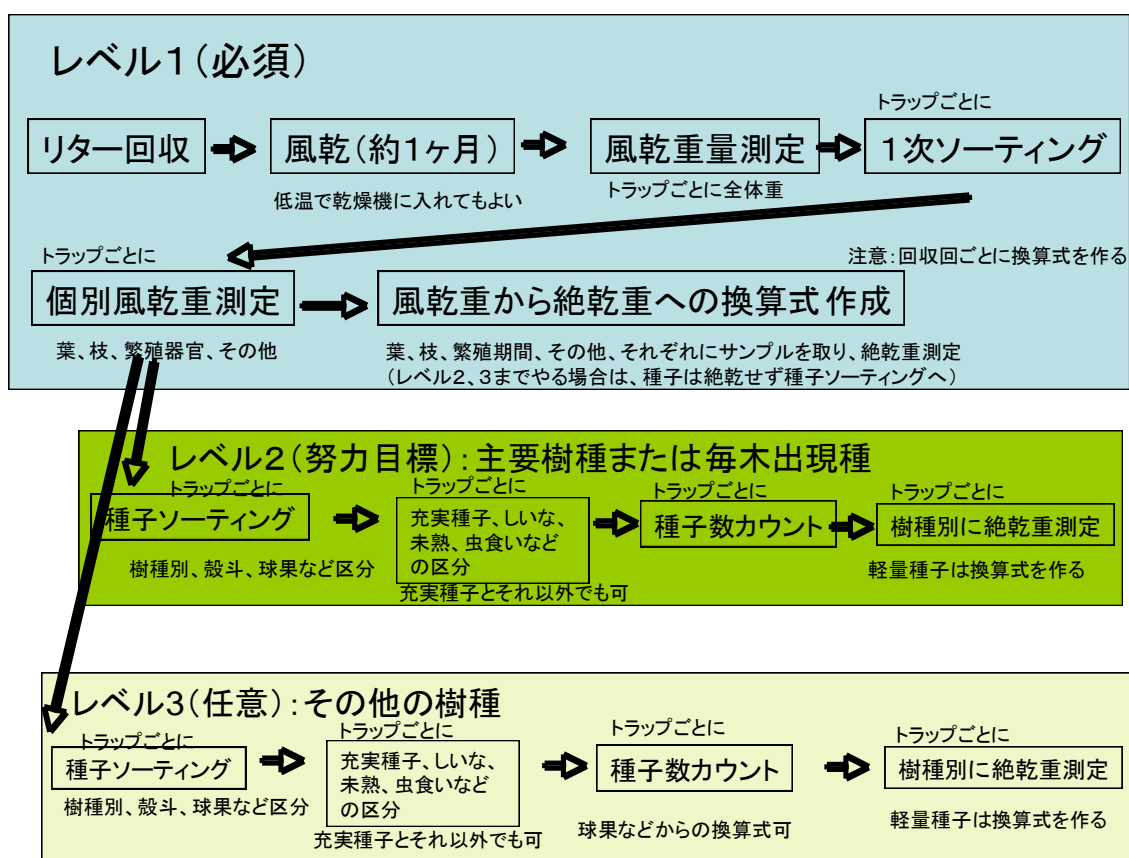 レベル1(必須)
トラップごとに
リター回収
風乾(約1ヶ月)
風乾重量測定
1次ソーティング
低温で乾燥機に入れてもよい
トラップごとに全体重
トラップごとに
注意:回収回ごとに換算式を作る
個別風乾重測定
風乾重から絶乾重への換算式作成
葉、枝、繁殖器官、その他
葉、枝、繁殖期間、その他、それぞれにサンプルを取り、絶乾重測定
(レベル2、3までやる場合は、種子は絶乾せず種子ソーティングへ)
レベル2(努力目標):主要樹種または毎木出現種
トラップごとに
種子ソーティング
樹種別、殻斗、球果など区分
トラップごとに
充実種子、しいな、
未熟、虫食いなど
の区分
充実種子とそれ以外でも可
トラップごとに
種子数カウント
トラップごとに
樹種別に絶乾重測定
軽量種子は換算式を作る
レベル3(任意):その他の樹種
トラップごとに
種子ソーティング
樹種別、殻斗、球果など区分
トラップごとに
充実種子、しいな、
未熟、虫食いなど
の区分
充実種子とそれ以外でも可
トラップごとに
種子数カウント
球果などからの換算式可
トラップごとに
樹種別に絶乾重測定
軽量種子は換算式を作る